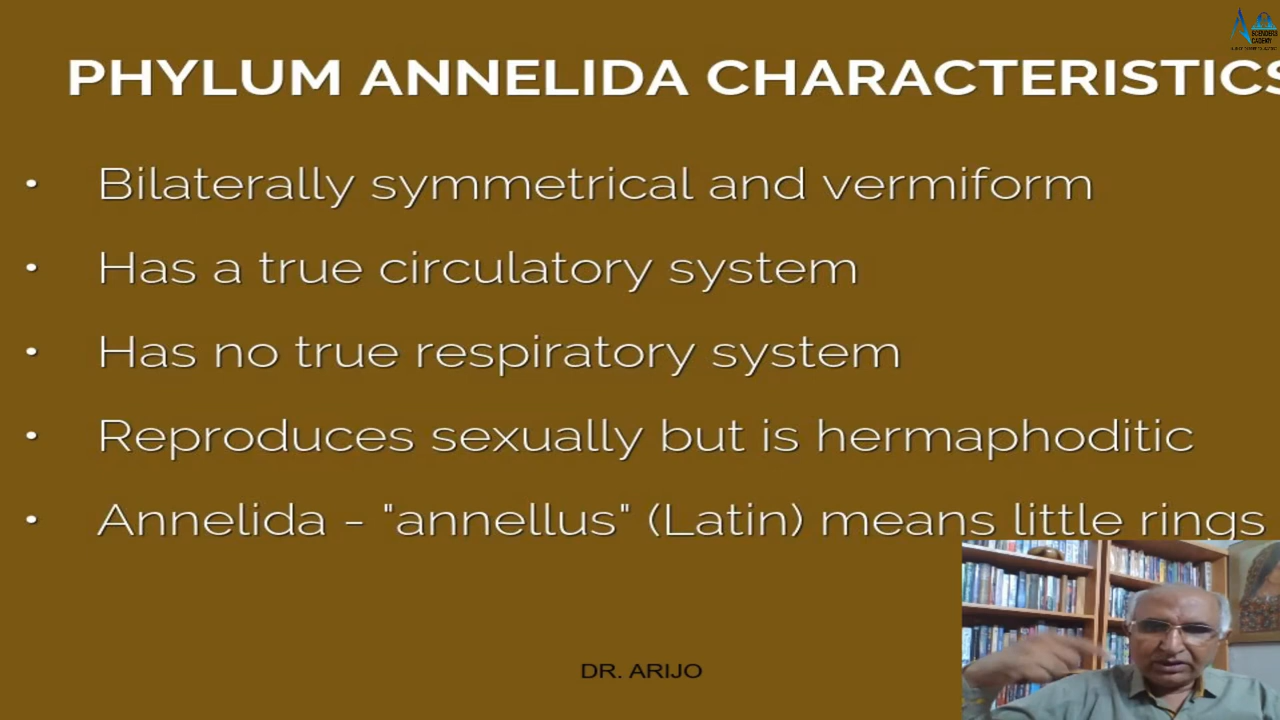 PHYLUM ANNELIDA CHARACTERISTICS
• Bilaterally symmetrical and vermiform
• Has a true circulatory system
• Has no true respiratory system
• Reproduces sexually but is hermaphoditic
• Annelida - "annellus" (Latin) means little rings
DR. ARIJO